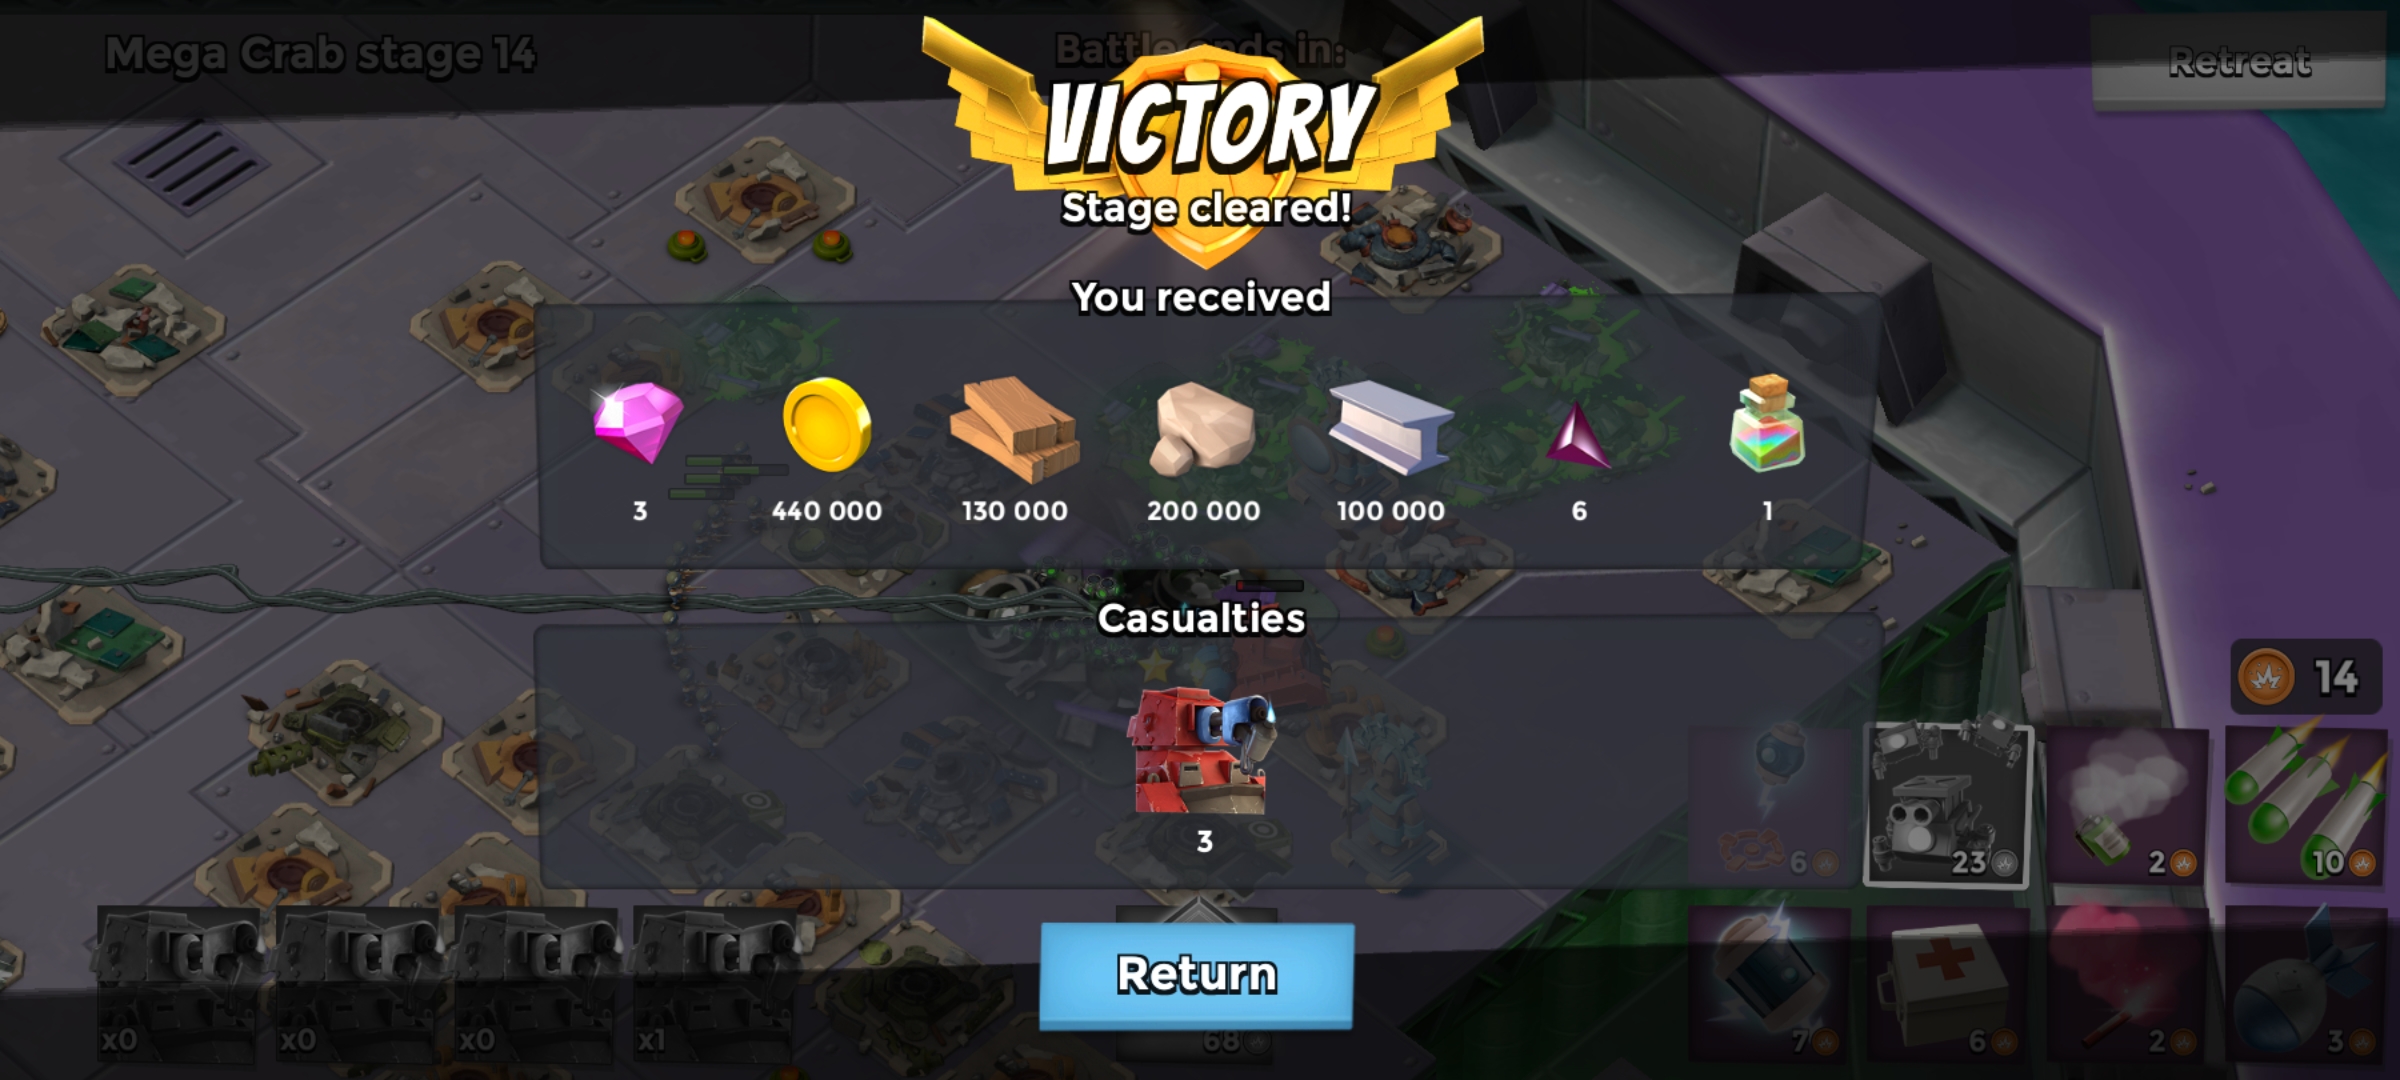 Mega Crab stage 14
Battle ends in:
Retreat
VICTORY
Stage cleared!
You received
3
440 000
130 000
200 000
100 000
6
1
Casualties
3
14
6
23
2
10
Return
x0
x0
x0
x1
68
7
6
2
3